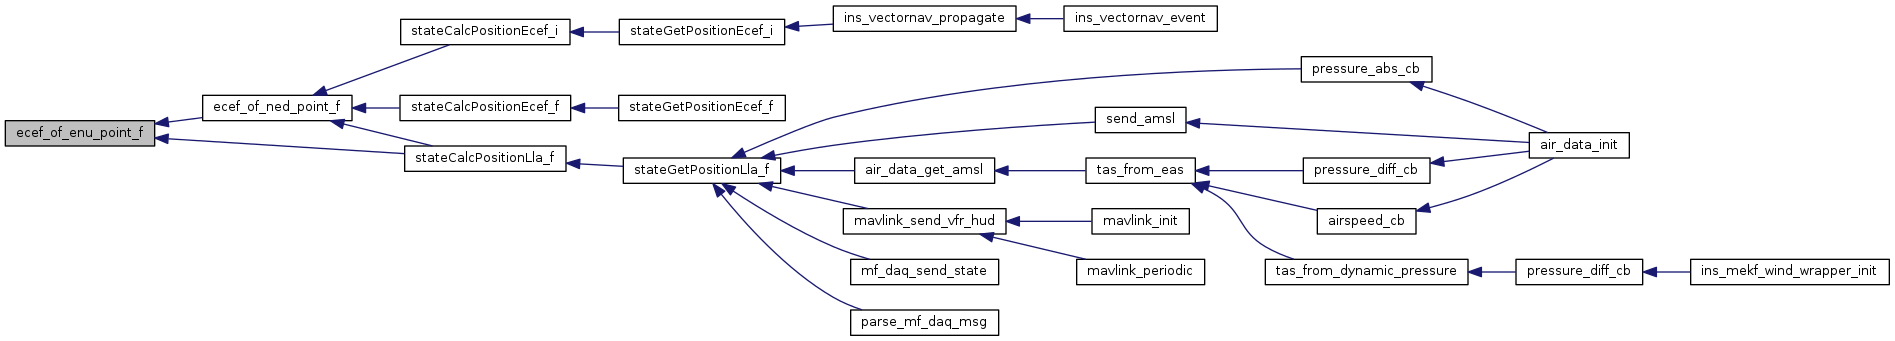 ecef_of_enu_point_f
ecef_of_ned_point_f
stateCalcPositionEcef_i
stateGetPositionEcef_i
ins_vectornav_propagate
ins_vectornav_event
stateCalcPositionEcef_f
stateGetPositionEcef_f
stateCalcPositionLla_f
stateGetPositionLla_f
pressure_abs_cb
air_data_init
send_amsl
air_data_get_amsl
tas_from_eas
pressure_diff_cb
airspeed_cb
tas_from_dynamic_pressure
pressure_diff_cb
ins_mekf_wind_wrapper_init
mavlink_send_vfr_hud
mavlink_init
mavlink_periodic
mf_daq_send_state
parse_mf_daq_msg